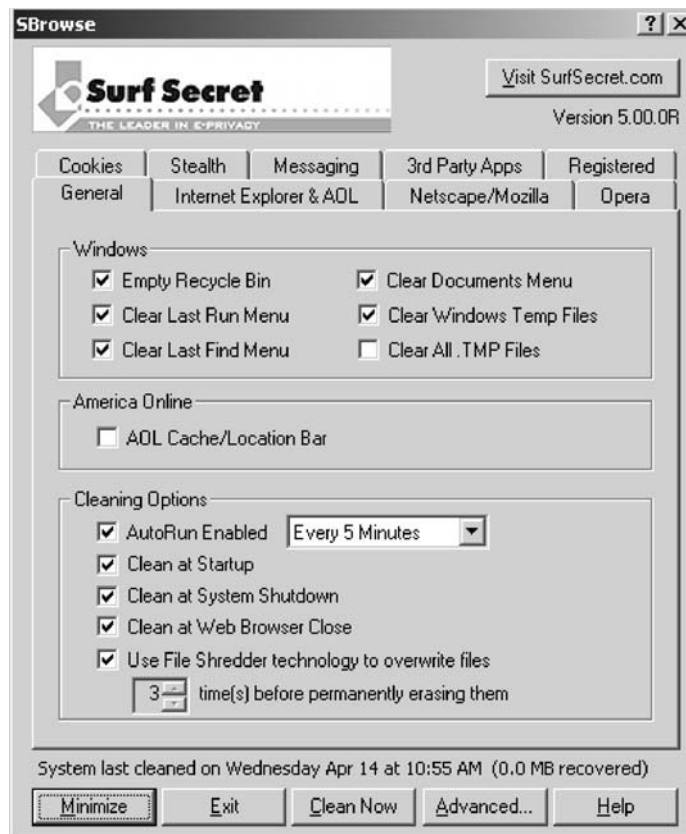 SBrowse
Surf Secret
THE LEADER IN E-PRIVACY
Visit SurfSecret.com
Version 5.00.0R
Cookies Stealth Messaging 3rd Party Apps Registered
General Internet Explorer & AOL Netscape/Mozilla Opera
Windows
Empty Recycle Bin Clear Documents Menu
Clear Last Run Menu Clear Windows Temp Files
Clear Last Find Menu Clear All .TMP Files
America Online
AOL Cache/Location Bar
Cleaning Options
AutoRun Enabled Every 5 Minutes
Clean at Startup
Clean at System Shutdown
Clean at Web Browser Close
Use File Shredder technology to overwrite files
3 time(s) before permanently erasing them
System last cleaned on Wednesday Apr 14 at 10:55 AM (0.0 MB recovered)
Minimize Exit Clean Now Advanced... Help